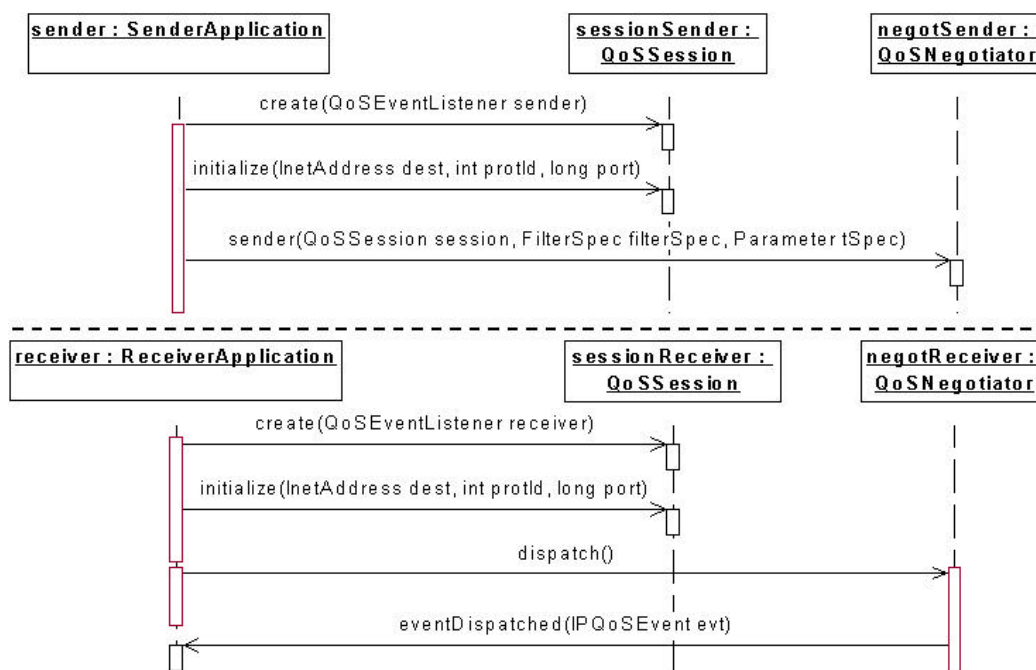 sender : SenderApplication
sessionSender :
QoSSession
negotSender :
QoSNegotiator
create(QoSEventListener sender)
initialize(InetAddress dest, int protId, long port)
sender(QoSSession session, FilterSpec filterSpec, Parameter tSpec)
receiver : ReceiverApplication
sessionReceiver :
QoSSession
negotReceiver :
QoSNegotiator
create(QoSEventListener receiver)
initialize(InetAddress dest, int protId, long port)
dispatch()
eventDispatched(IPQoSEvent evt)